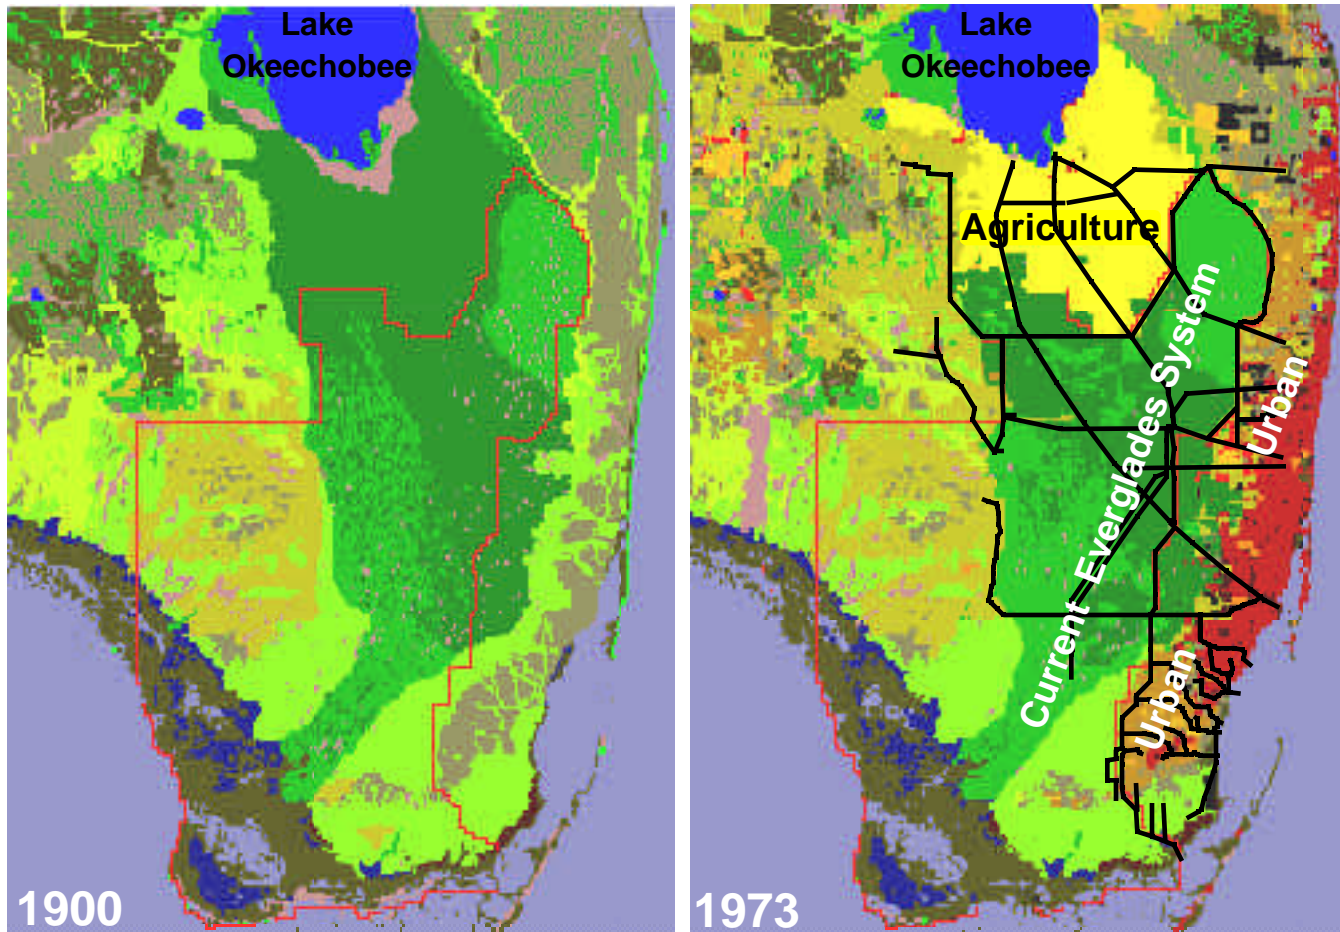 Lake
Okeechobee
1900
Lake
Okeechobee
Agriculture
Current Everglades System
Urban
Urban
1973